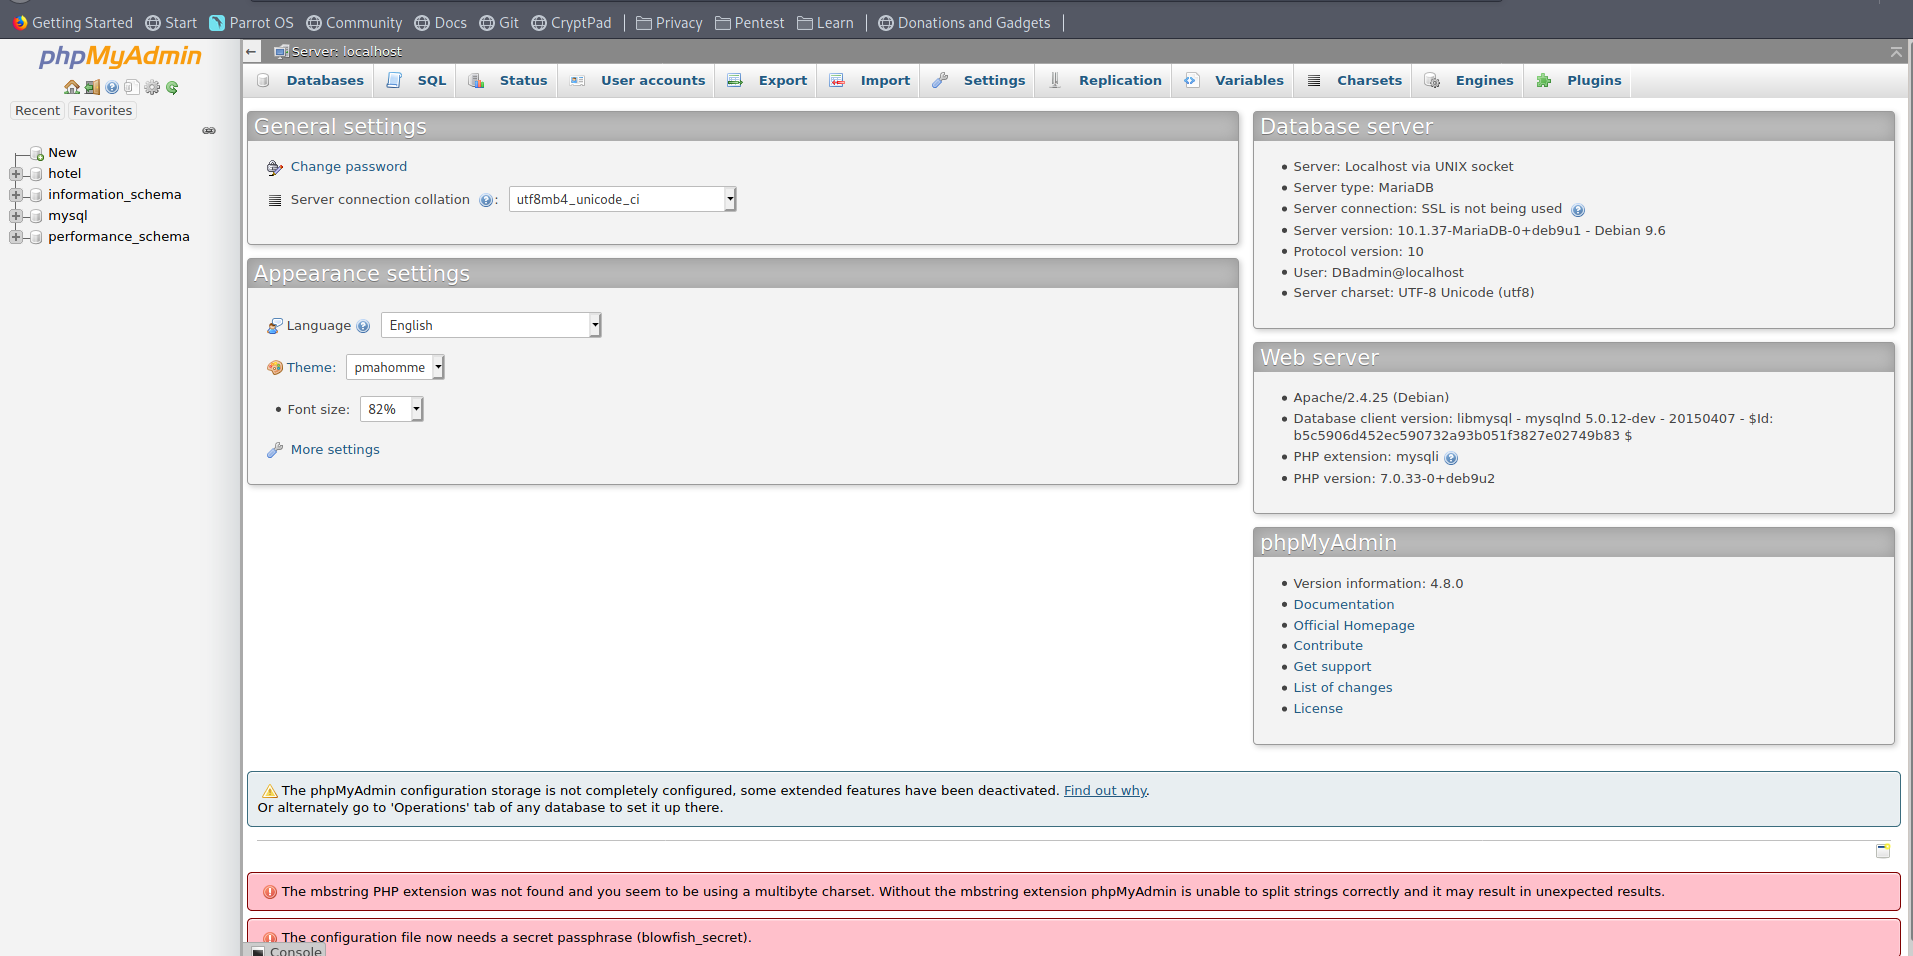 Getting Started Start Parrot OS Community Docs Git CryptPad Privacy Pentest Learn Donations and Gadgets
phpMyAdmin
Recent Favorites
New
hotel
information_schema
mysql
performance_schema
Server: localhost
Databases SQL Status User accounts Export Import Settings Replication Variables Charsets Engines Plugins
General settings
Change password
Server connection collation : utf8mb4_unicode_ci
Appearance settings
Language English
Theme: pmahomme
• Font size: 82%
More settings
Database server
• Server: Localhost via UNIX socket
• Server type: MariaDB
• Server connection: SSL is not being used
• Server version: 10.1.37-MariaDB-0+deb9u1 - Debian 9.6
• Protocol version: 10
• User: DBadmin@localhost
• Server charset: UTF-8 Unicode (utf8)
Web server
• Apache/2.4.25 (Debian)
• Database client version: libmysql - mysqlnd 5.0.12-dev - 20150407 - $Id:
b5c5906d452ec590732a93b051f3827e02749b83 $
• PHP extension: mysqli
• PHP version: 7.0.33-0+deb9u2
phpMyAdmin
• Version information: 4.8.0
• Documentation
• Official Homepage
• Contribute
• Get support
• List of changes
• License
The phpMyAdmin configuration storage is not completely configured, some extended features have been deactivated. Find out why.
Or alternately go to 'Operations' tab of any database to set it up there.
The mbstring PHP extension was not found and you seem to be using a multibyte charset. Without the mbstring extension phpMyAdmin is unable to split strings correctly and it may result in unexpected results.
The configuration file now needs a secret passphrase (blowfish_secret).
Console